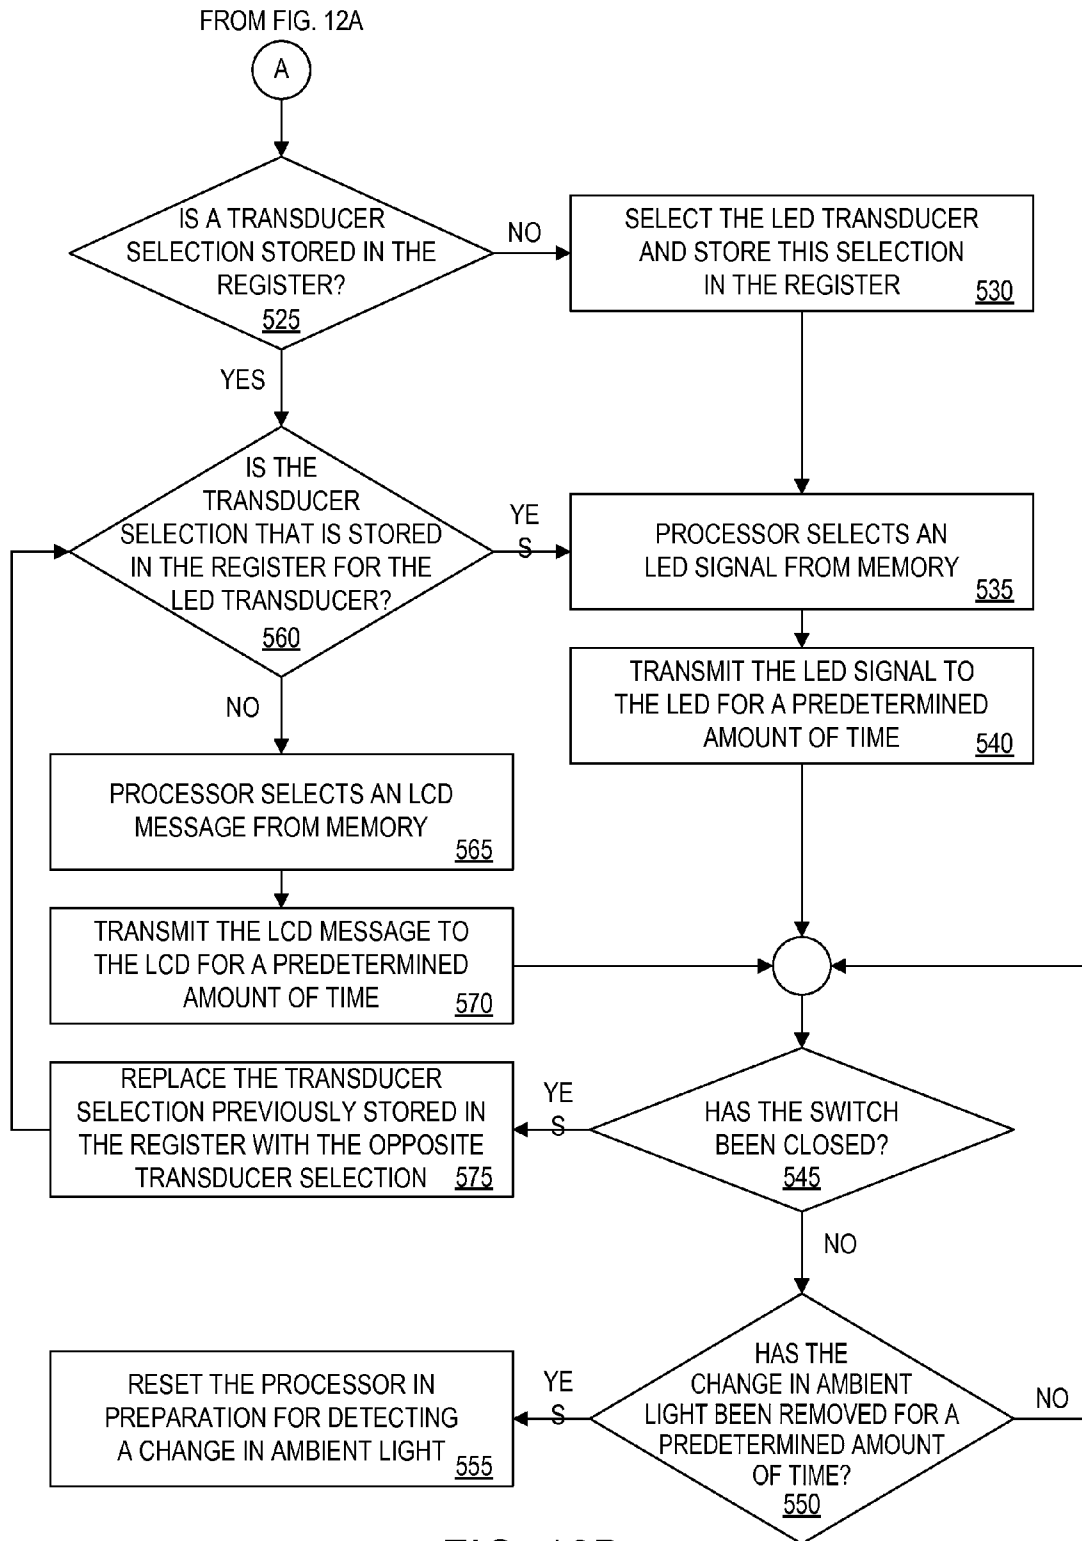 FROM FIG. 12A
A
IS A TRANSDUCER
SELECTION STORED IN THE
REGISTER?
525
NO
SELECT THE LED TRANSDUCER
AND STORE THIS SELECTION
IN THE REGISTER
530
YES
IS THE
TRANSDUCER
SELECTION THAT IS STORED
IN THE REGISTER FOR THE
LED TRANSDUCER?
560
YE
S
PROCESSOR SELECTS AN
LED SIGNAL FROM MEMORY
535
TRANSMIT THE LED SIGNAL TO
THE LED FOR A PREDETERMINED
AMOUNT OF TIME
540
NO
PROCESSOR SELECTS AN LCD
MESSAGE FROM MEMORY
565
TRANSMIT THE LCD MESSAGE TO
THE LCD FOR A PREDETERMINED
AMOUNT OF TIME
570
REPLACE THE TRANSDUCER
SELECTION PREVIOUSLY STORED IN
THE REGISTER WITH THE OPPOSITE
TRANSDUCER SELECTION
575
YE
S
HAS THE SWITCH
BEEN CLOSED?
545
NO
RESET THE PROCESSOR IN
PREPARATION FOR DETECTING
A CHANGE IN AMBIENT LIGHT
555
YE
S
HAS THE
CHANGE IN AMBIENT
LIGHT BEEN REMOVED FOR A
PREDETERMINED AMOUNT
OF TIME?
550
NO